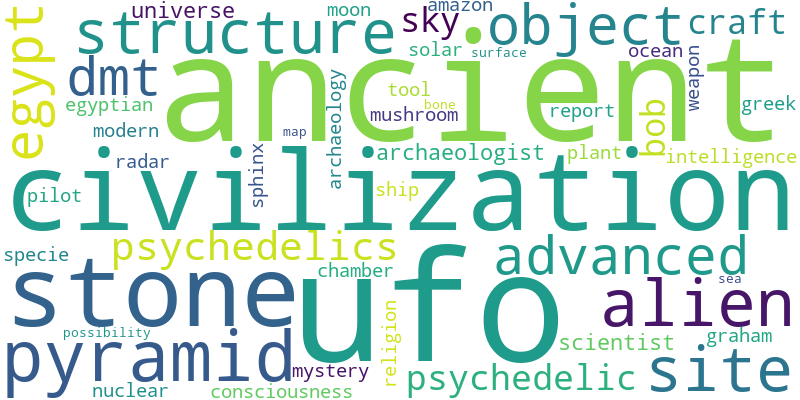 universe
moon
amazon
egypt
structure
sky
object
craft
solar
surface
ocean
dmt
ancient
weapon
egyptian
tool
bone
mushroom
report
bob
greek
modern
map
archaeology
radar
sphinx
archaeologist
plant
intelligence
civilization
pilot
ship
specie
psychedelics
advanced
stone
chamber
ufo
alien
sea
possibility
pyramid
religion
scientist
graham
mystery
site
nuclear
consciousness
psychedelic